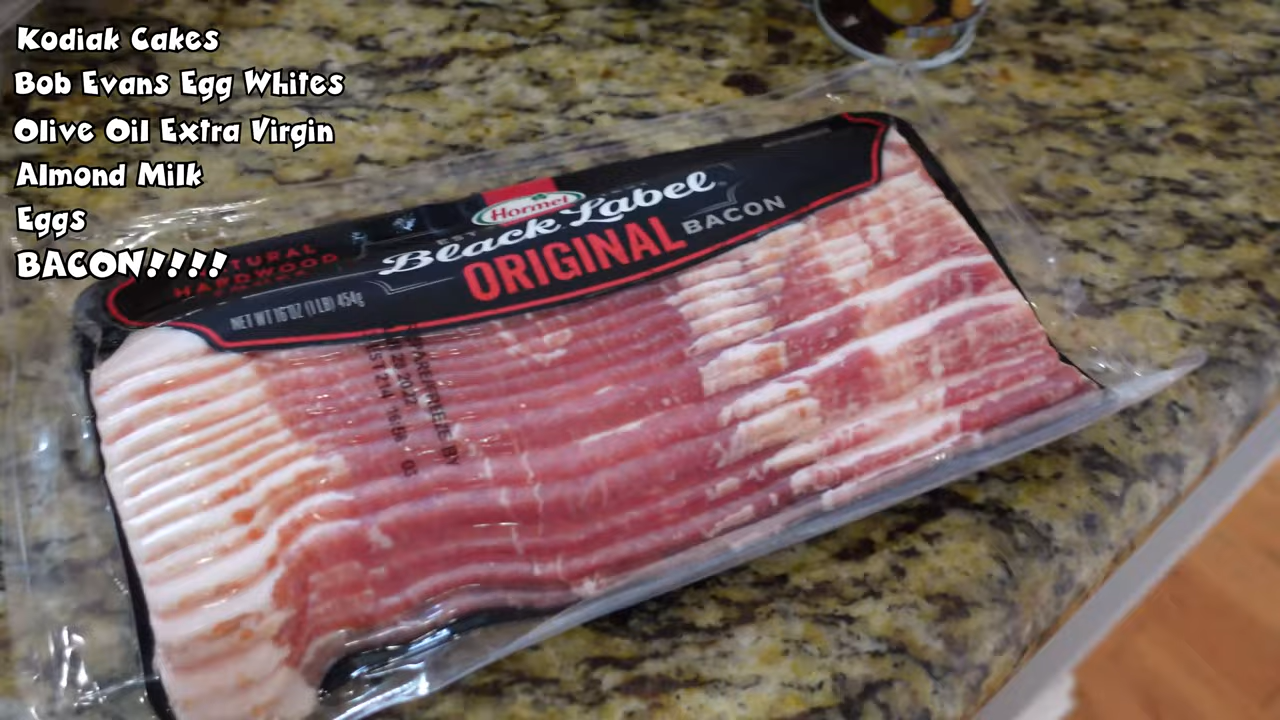 Kodiak Cakes
Bob Evans Egg Whites
Olive Oil Extra Virgin
Almond Milk
Eggs
BACON!!!!
Hormel
Black Label
ORIGINAL BACON
HARDWOOD
NET WT 16 OZ (1 LB) 454g